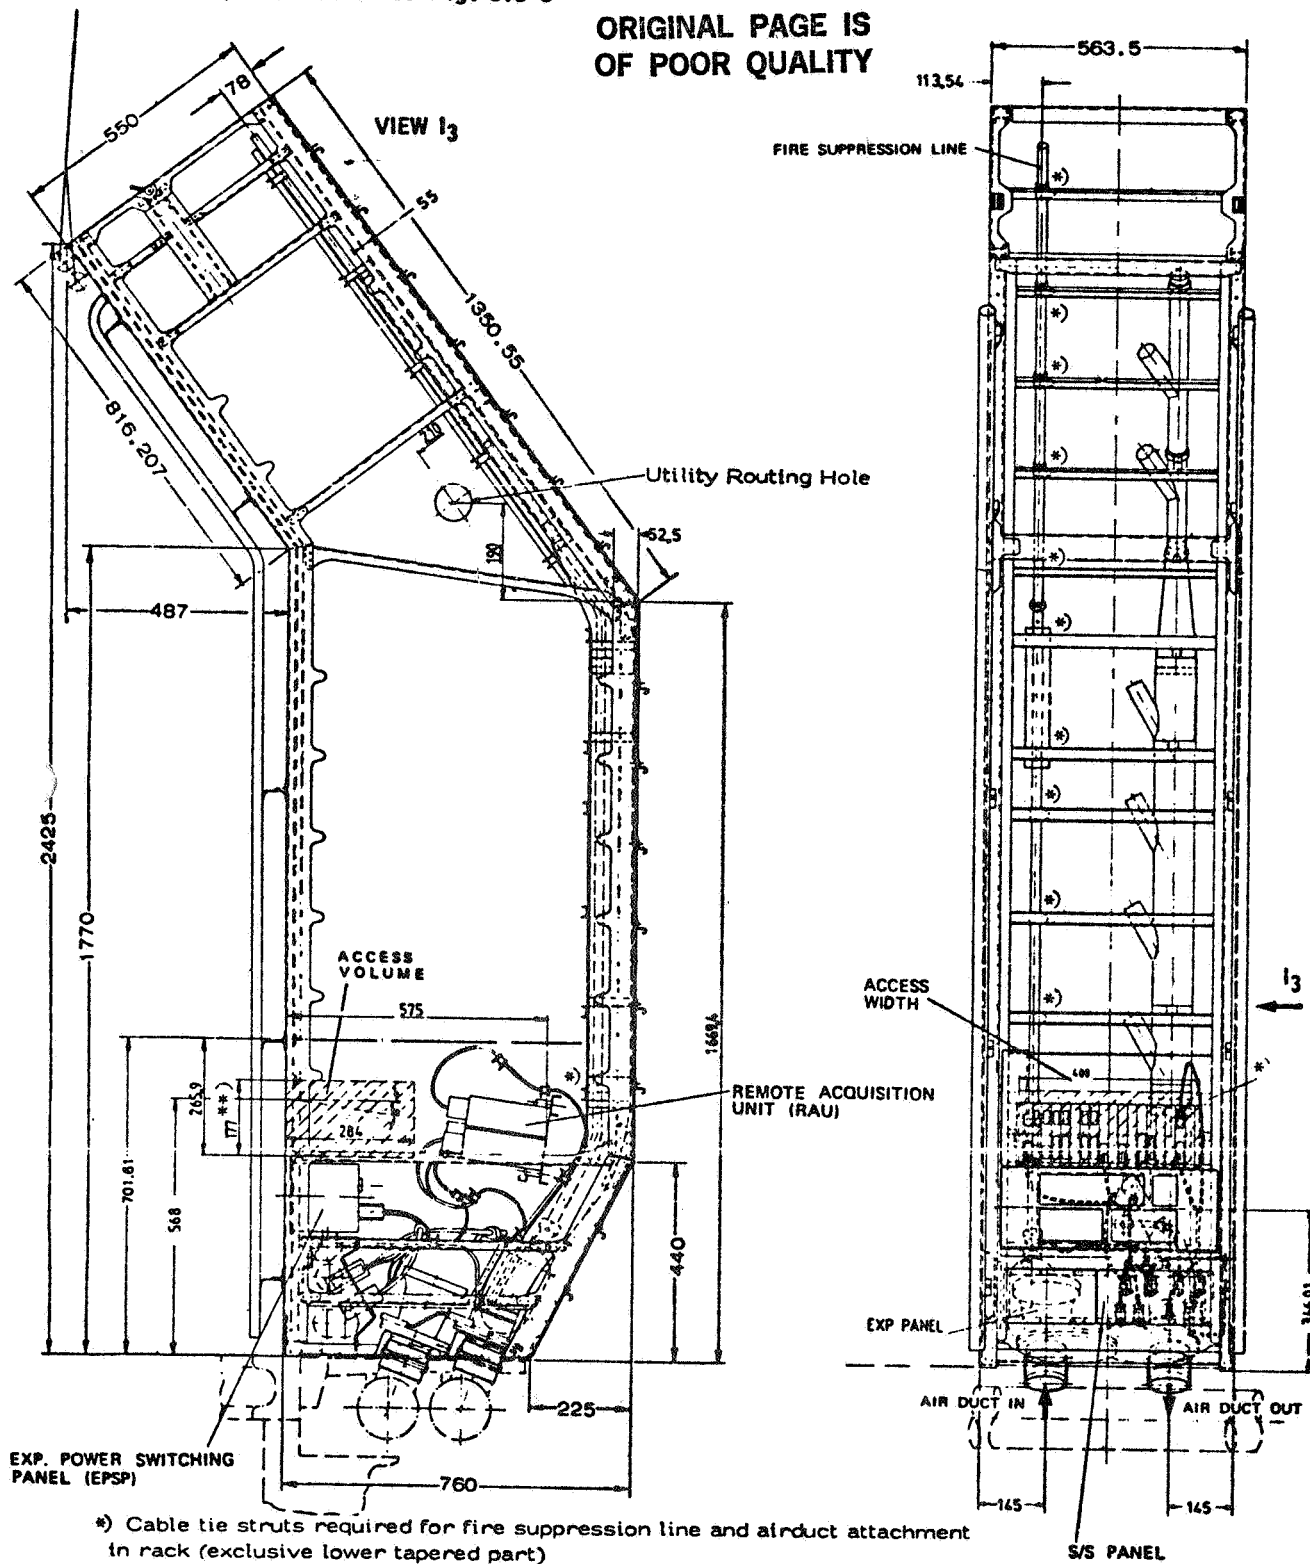 ORIGINAL PAGE IS
OF POOR QUALITY
VIEW I3
550
78
55
1350.55
816.207
210
Utility Routing Hole
190
52,5
487
2425
1770
ACCESS
VOLUME
575
1669,4
265,9
177 **)
284
*)
REMOTE ACQUISITION
UNIT (RAU)
701.61
568
440
225
760
EXP. POWER SWITCHING
PANEL (EPSP)
563.5
113,54
FIRE SUPPRESSION LINE
*)
*)
*)
*)
*)
*)
*)
*)
*)
*)
I3
ACCESS
WIDTH
408
*)
EXP PANEL
AIR DUCT IN
AIR DUCT OUT
145
145
S/S PANEL
*) Cable tie struts required for fire suppression line and airduct attachment
in rack (exclusive lower tapered part)